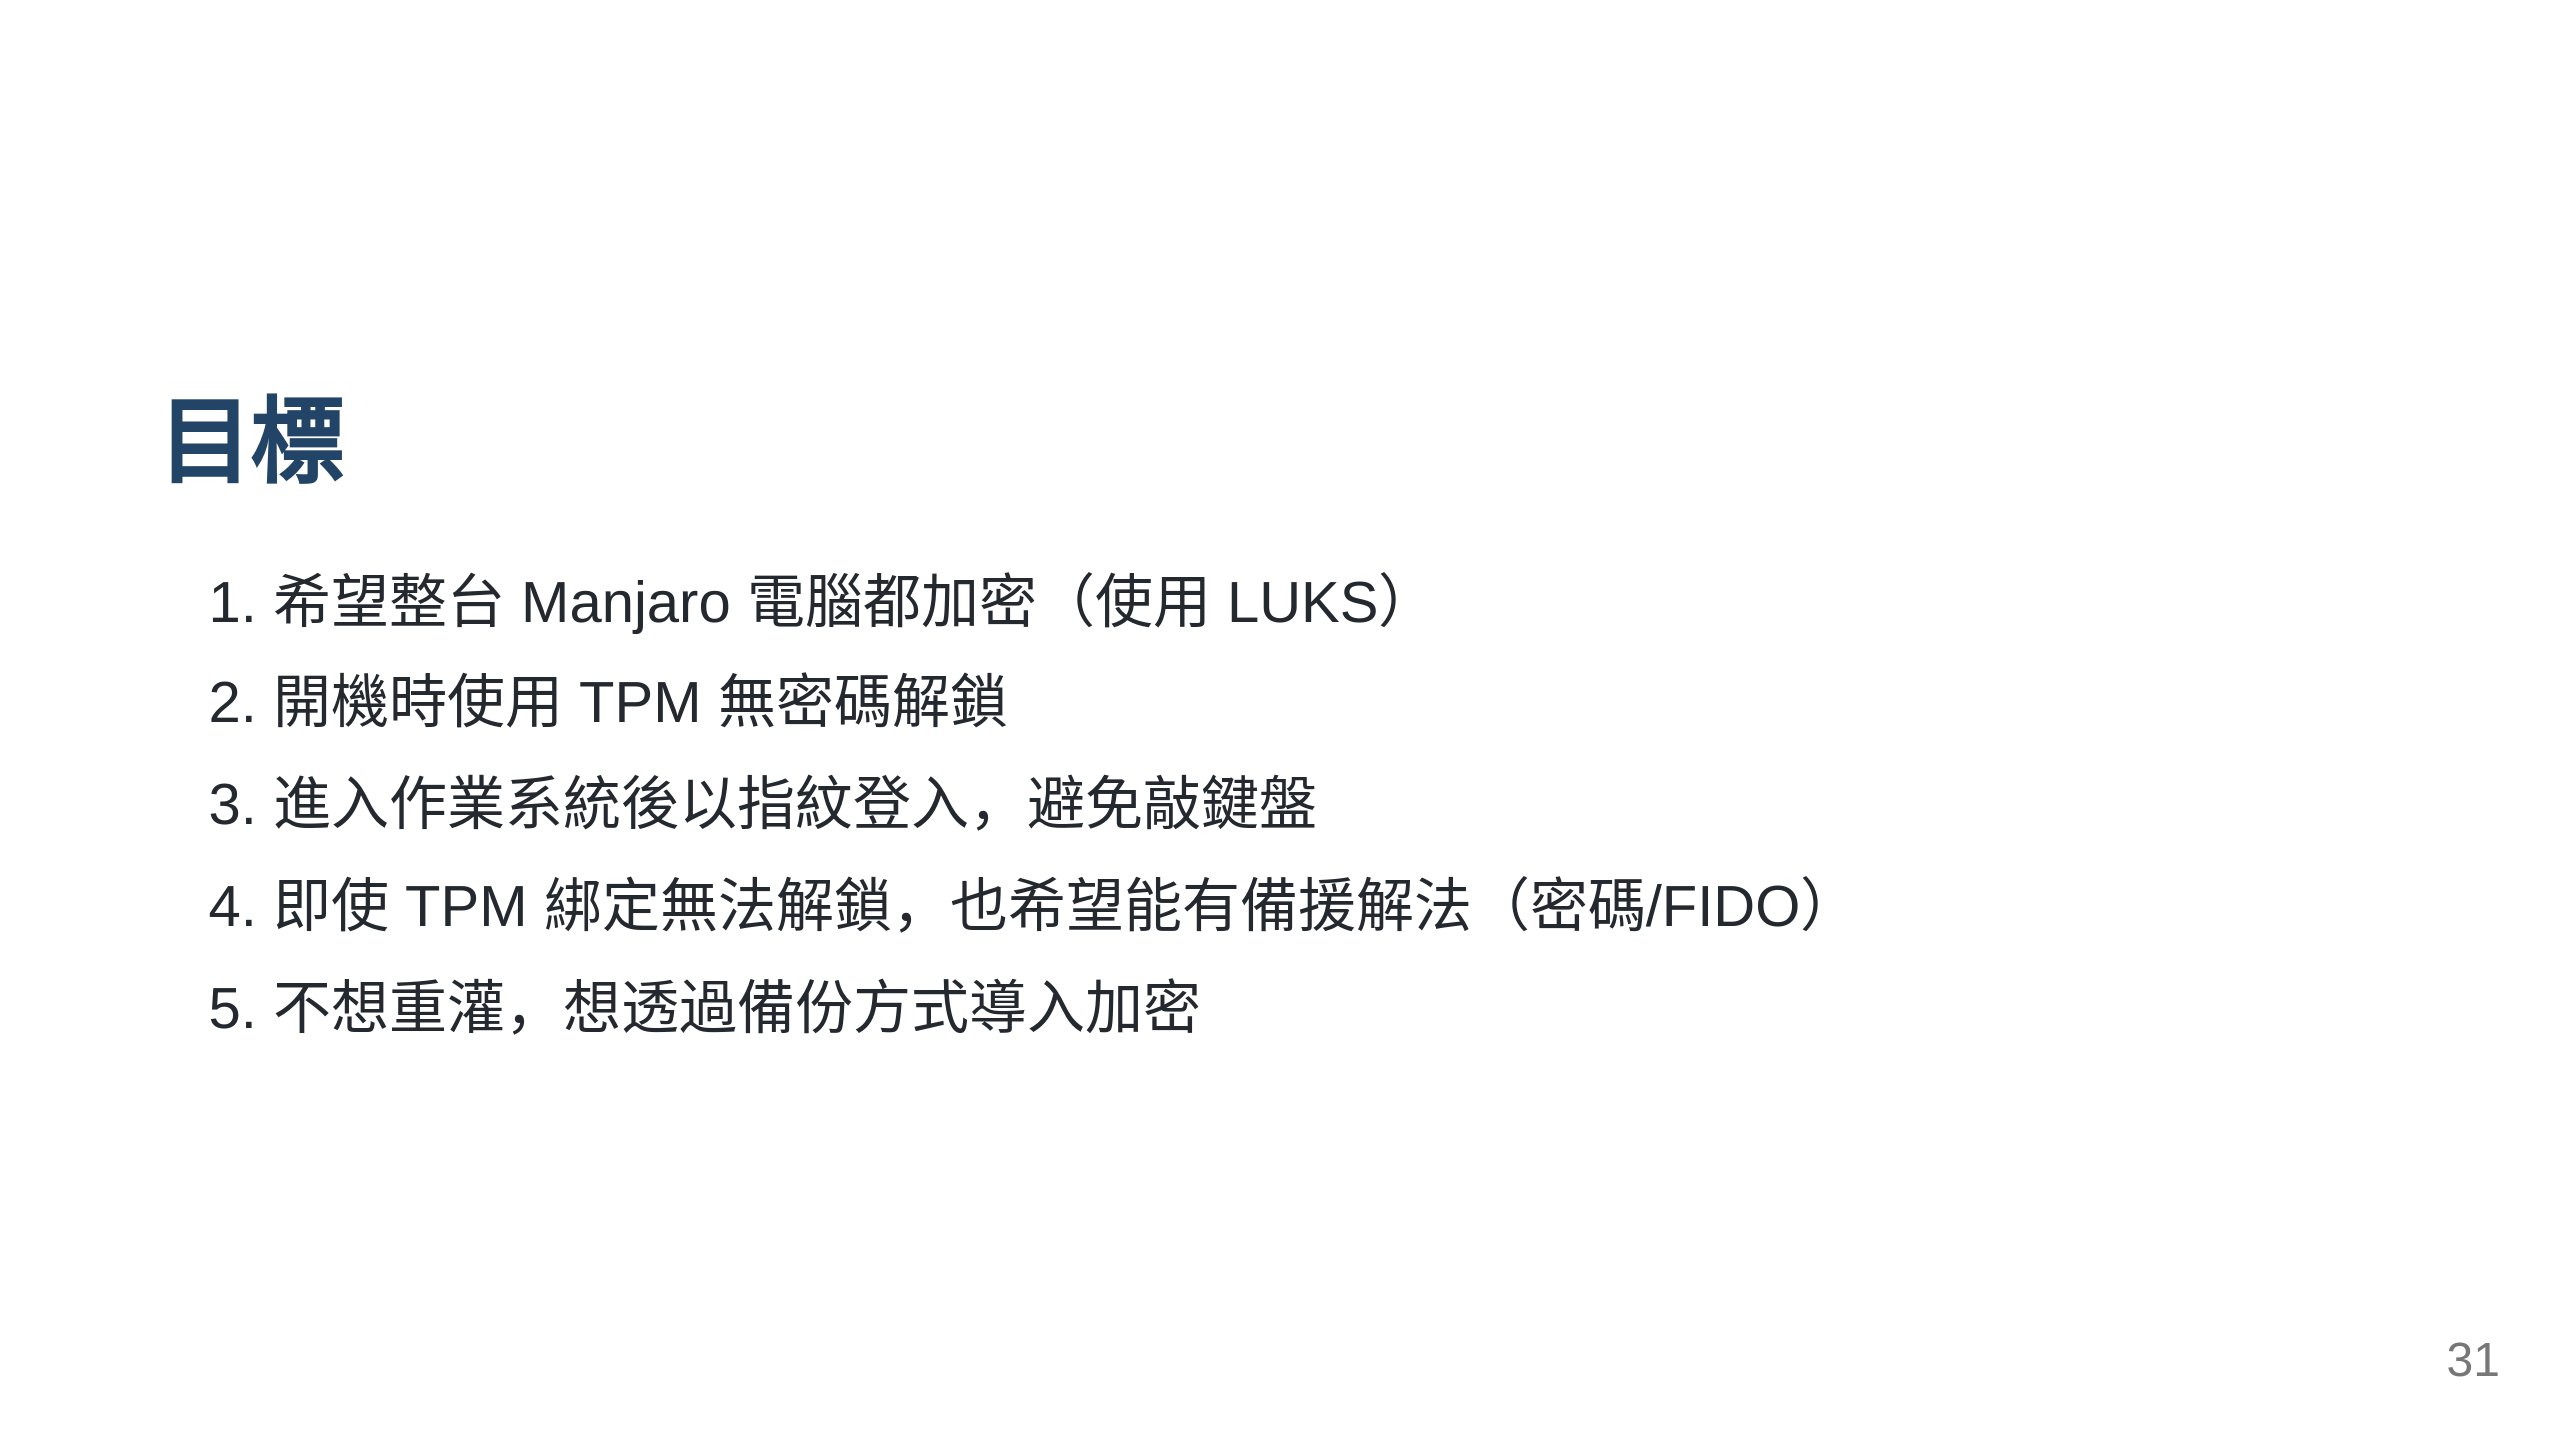 目標
1. 希望整台 Manjaro 電腦都加密（使用 LUKS）
2. 開機時使用 TPM 無密碼解鎖
3. 進入作業系統後以指紋登入，避免敲鍵盤
4. 即使 TPM 綁定無法解鎖，也希望能有備援解法（密碼/FIDO）
5. 不想重灌，想透過備份方式導入加密
31